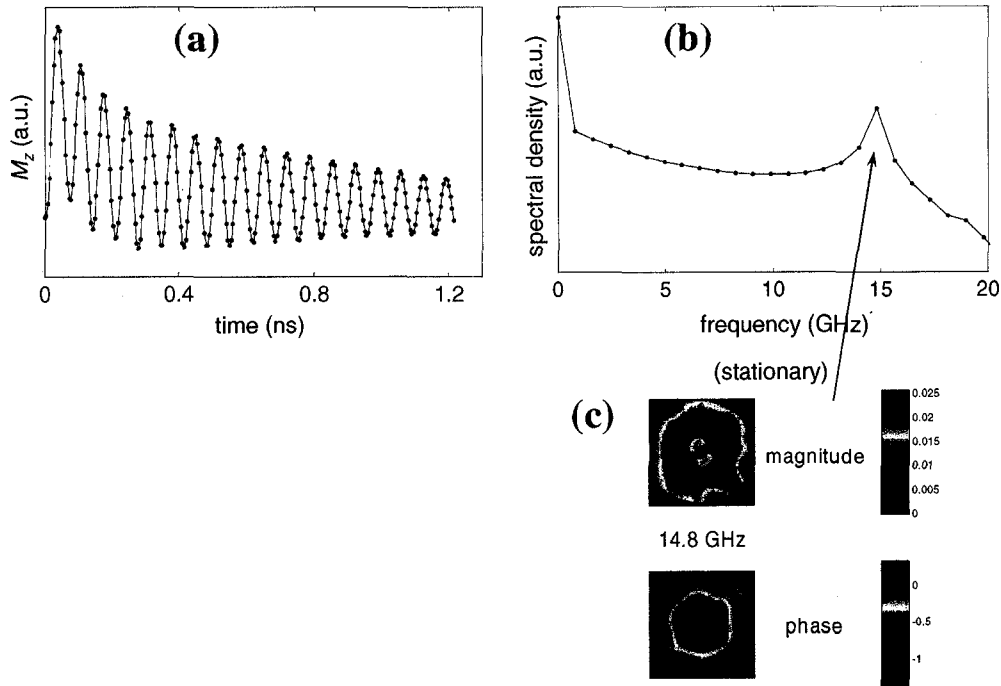 (a)
M_z (a.u.)
0 0.4 0.8 1.2
time (ns)
(b)
spectral density (a.u.)
0 5 10 15 20
frequency (GHz)
(stationary)
(c)
magnitude
0.025
0.02
0.015
0.01
0.005
0
14.8 GHz
phase
0
-0.5
-1